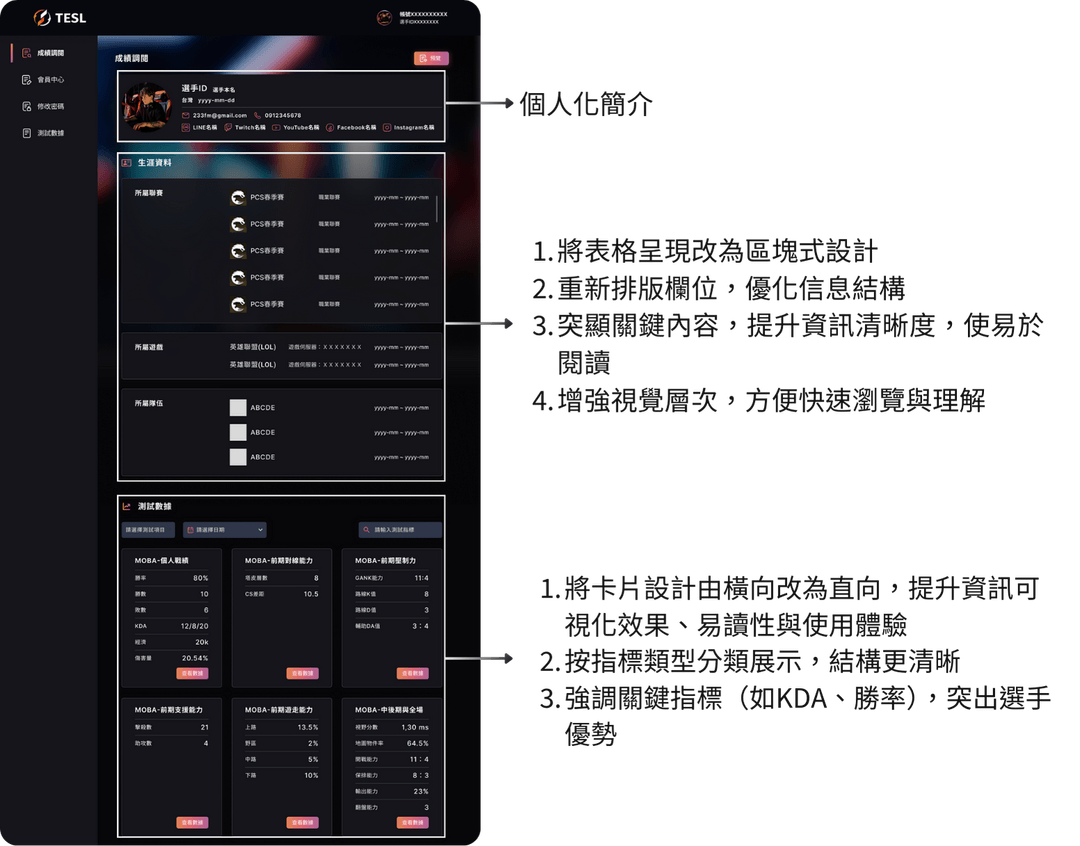 TESL
帳號XXXXXXXXXX
選手IDXXXXXXX
成績調閱
會員中心
修改密碼
測試數據
成績調閱
預覽
選手ID 選手本名
台灣 yyyy-mm-dd
233fm@gmail.com 0912345678
LINE名稱 Twitch名稱 YouTube名稱 Facebook名稱 Instagram名稱
個人化簡介
生涯資料
所屬聯賽
PCS春季賽 職業聯賽 yyyy-mm ~ yyyy-mm
PCS春季賽 職業聯賽 yyyy-mm ~ yyyy-mm
PCS春季賽 職業聯賽 yyyy-mm ~ yyyy-mm
PCS春季賽 職業聯賽 yyyy-mm ~ yyyy-mm
PCS春季賽 職業聯賽 yyyy-mm ~ yyyy-mm
所屬遊戲
英雄聯盟(LOL) 遊戲伺服器：XXXXXXX yyyy-mm ~ yyyy-mm
英雄聯盟(LOL) 遊戲伺服器：XXXXXXX yyyy-mm ~ yyyy-mm
所屬隊伍
ABCDE yyyy-mm ~ yyyy-mm
ABCDE yyyy-mm ~ yyyy-mm
ABCDE yyyy-mm ~ yyyy-mm
1.將表格呈現改為區塊式設計
2.重新排版欄位，優化信息結構
3.突顯關鍵內容，提升資訊清晰度，使易於
閱讀
4.增強視覺層次，方便快速瀏覽與理解
測試數據
請選擇測試項目 請選擇日期 請輸入測試指標
MOBA-個人戰績
勝率 80%
勝數 10
敗數 6
KDA 12/8/20
經濟 20k
傷害量 20.54%
查看數據
MOBA-前期對線能力
塔皮層數 8
CS差距 10.5
查看數據
MOBA-前期壓制力
GANK能力 11:4
路線K值 8
路線D值 3
輔助DA值 3：4
查看數據
MOBA-前期支援能力
擊殺數 21
助攻數 4
查看數據
MOBA-前期遊走能力
上路 13.5%
野區 2%
中路 5%
下路 10%
查看數據
MOBA-中後期與全場
視野分數 1,30 ms
地圖物件率 64.5%
開戰能力 11：4
保排能力 8：3
輸出能力 23%
翻盤能力 3
查看數據
1.將卡片設計由橫向改為直向，提升資訊可
視化效果、易讀性與使用體驗
2.按指標類型分類展示，結構更清晰
3.強調關鍵指標（如KDA、勝率），突出選手
優勢